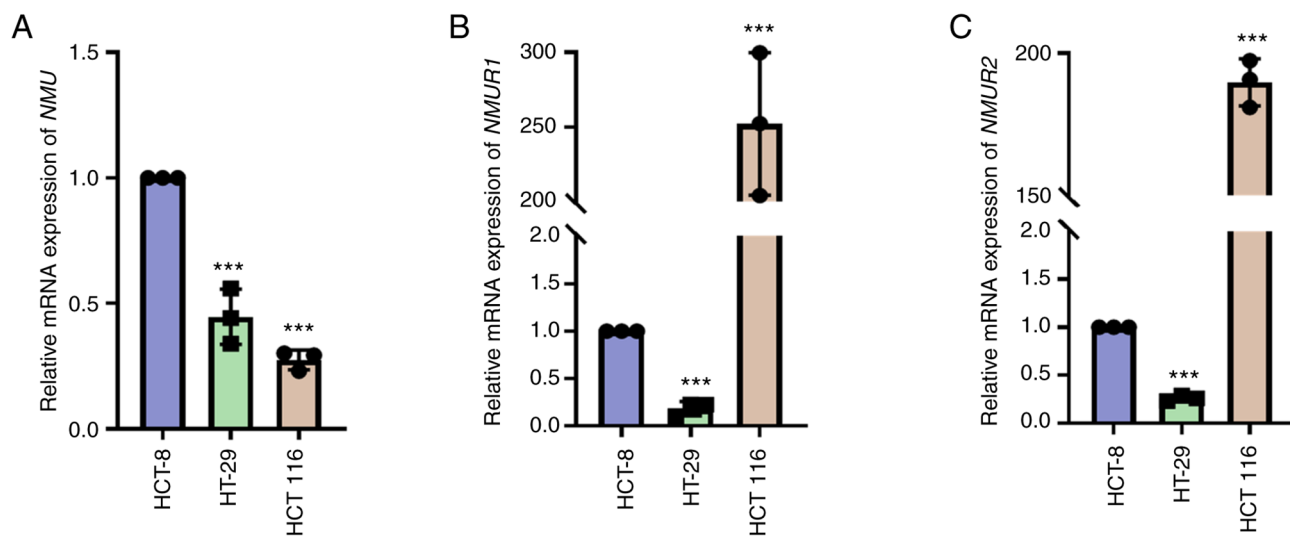 A
Relative mRNA expression of NMU
1.5
1.0
0.5
0.0
***
***
HCT-8
HT-29
HCT 116
B
Relative mRNA expression of NMUR1
300
250
200
2.0
1.5
1.0
0.5
0.0
***
***
HCT-8
HT-29
HCT 116
C
Relative mRNA expression of NMUR2
200
150
2.0
1.5
1.0
0.5
0.0
***
***
HCT-8
HT-29
HCT 116